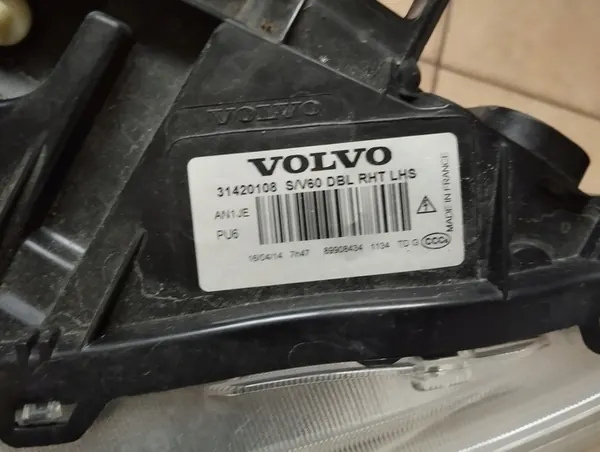 VOLVO
VOLVO
31420108 S/V60 DBL RHT LHS
AN1JE
PU6
16/04/14 7h47 89908434 1134 TD G CCC
MADE IN FRANCE